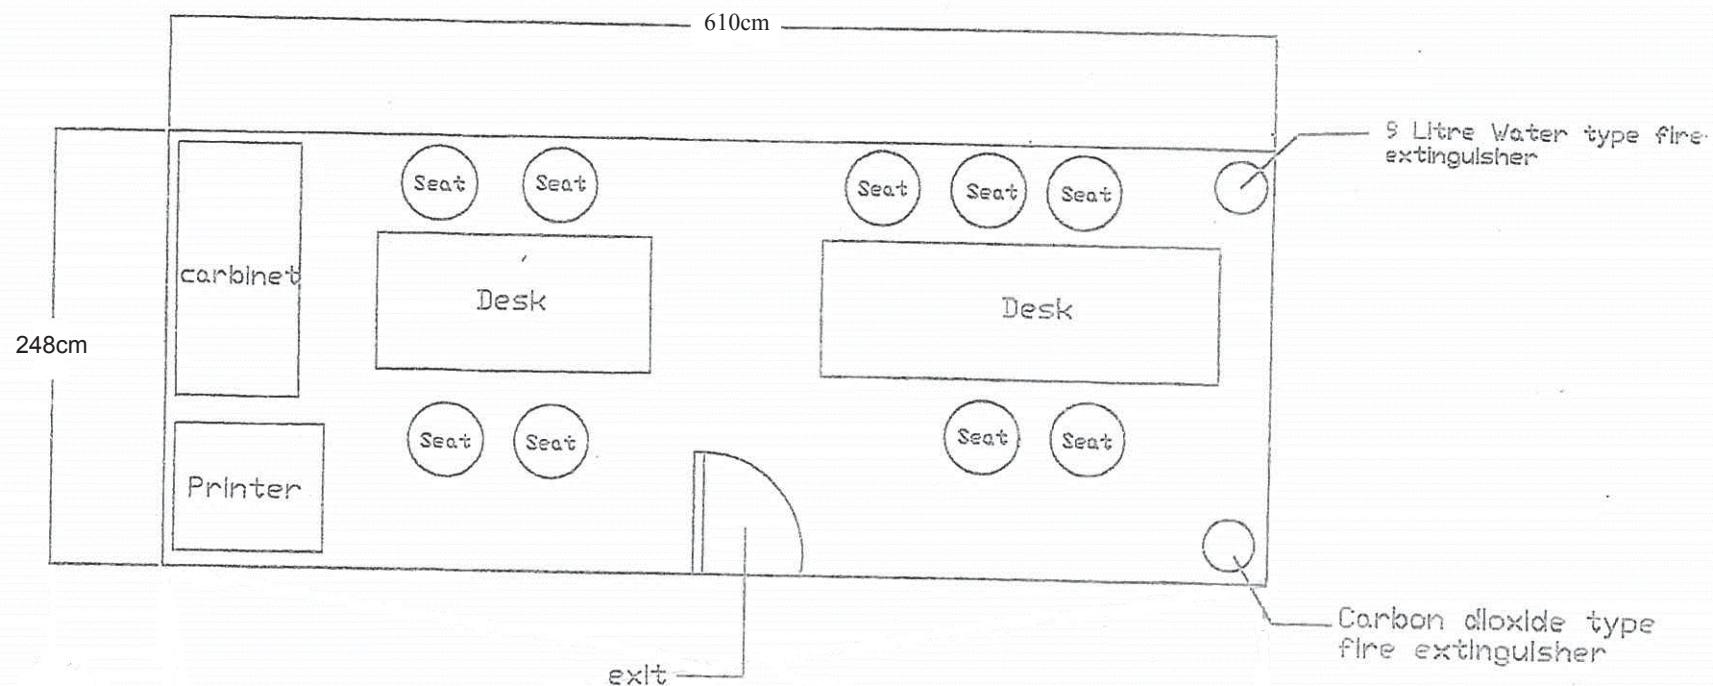 610cm
9 Litre Water type fire
extinguisher
Seat
Seat
Seat
Seat
Seat
carbinet
Desk
Desk
248cm
Seat
Seat
Seat
Seat
Printer
Carbon dioxide type
fire extinguisher
exit